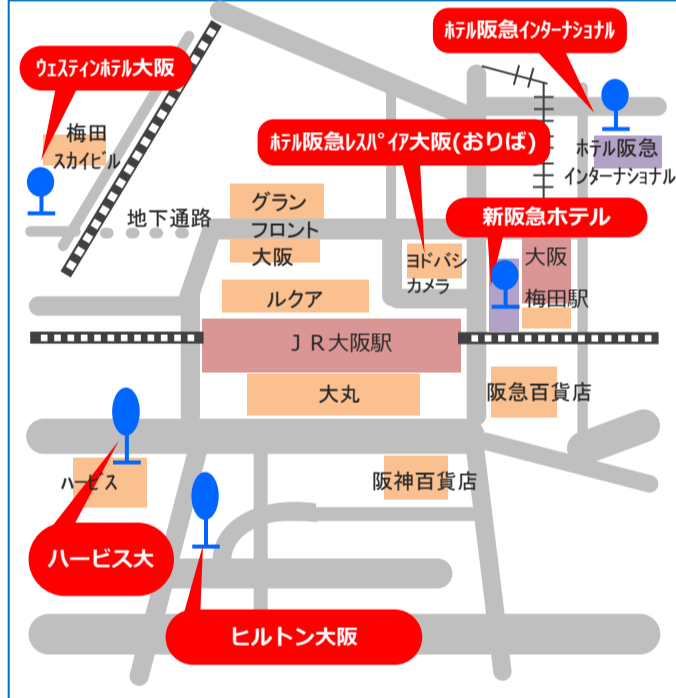 ホテル阪急インターナショナル
ウェスティンホテル大阪
梅田
スカイビル
ホテル阪急レスパイア大阪(おりば)
ホテル阪急
インターナショナル
グラン
フロント
大阪
地下通路
新阪急ホテル
ヨドバシ
カメラ
大阪
梅田駅
ルクア
ＪＲ大阪駅
大丸
阪急百貨店
ハービス
阪神百貨店
ハービス大
ヒルトン大阪